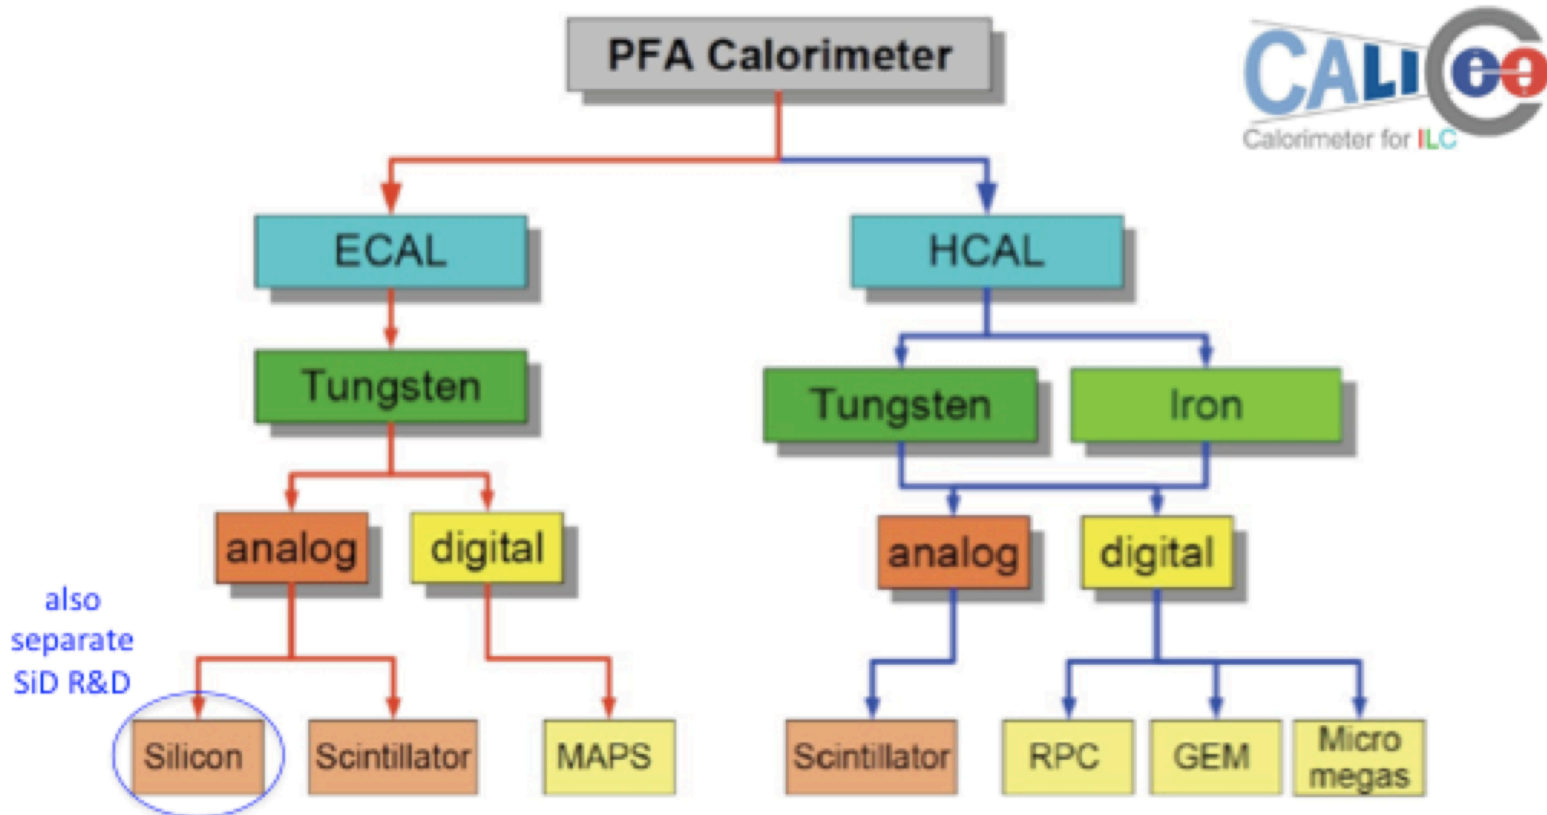 PFA Calorimeter
CALICe
Calorimeter for ILC
ECAL
HCAL
Tungsten
Tungsten
Iron
analog
digital
analog
digital
also
separate
SiD R&D
Silicon
Scintillator
MAPS
Scintillator
RPC
GEM
Micro
megas